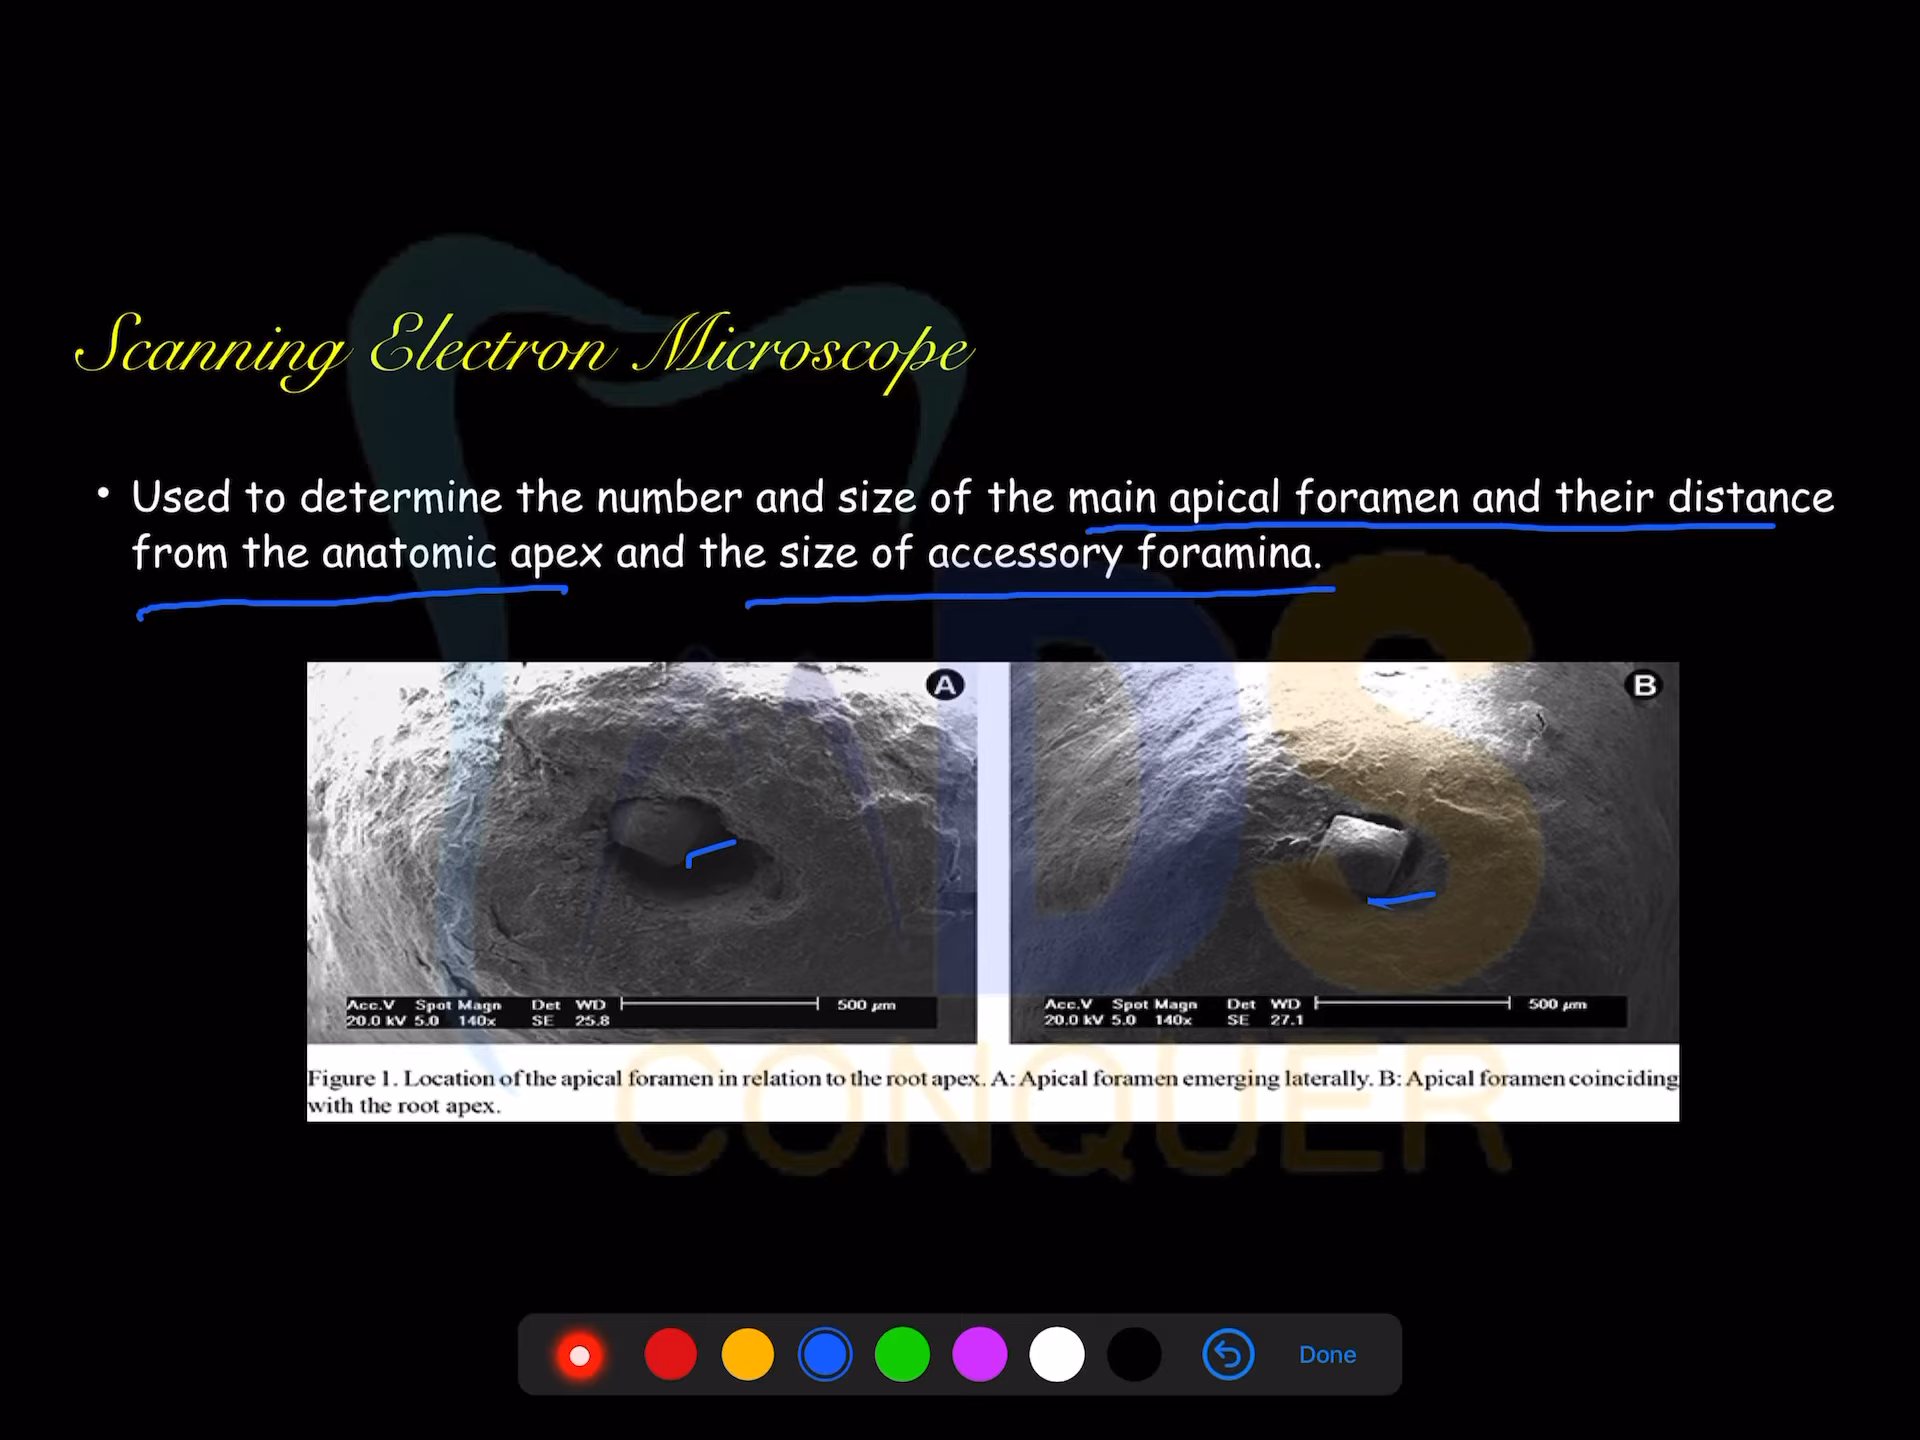 Scanning Electron Microscope
• Used to determine the number and size of the main apical foramen and their distance
from the anatomic apex and the size of accessory foramina.
A
B
Acc.V Spot Magn Det WD 500 µm
20.0 kV 5.0 140x SE 25.8
Acc.V Spot Magn Det WD 500 µm
20.0 kV 5.0 140x SE 27.1
Figure 1. Location of the apical foramen in relation to the root apex. A: Apical foramen emerging laterally. B: Apical foramen coinciding
with the root apex.
MDS
CONQUER
Done